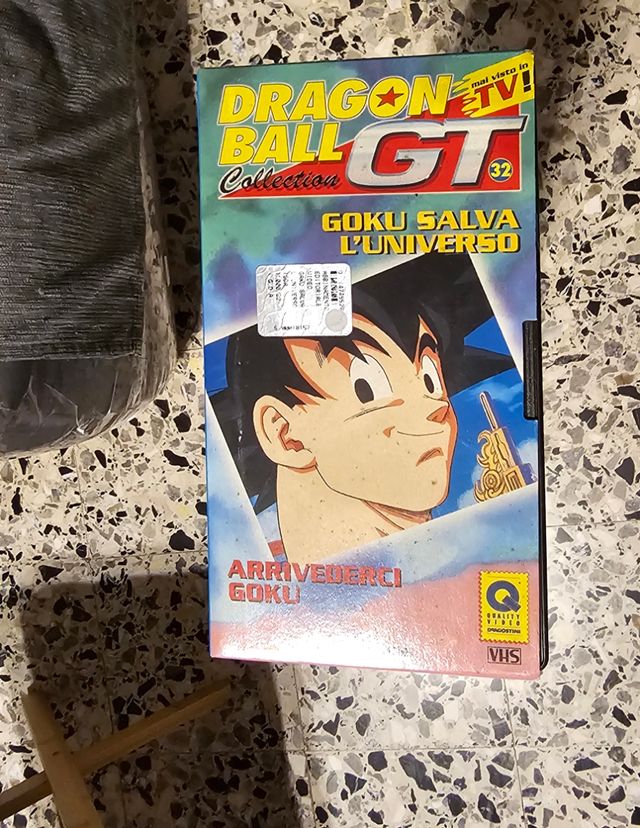 DRAGON
BALL
GT
Collection
32
mai visto in
TV!
GOKU SALVA
L'UNIVERSO
ARRIVEDERCI
GOKU
Q
QUALITY
VIDEO
DEAGOSTINI
VHS